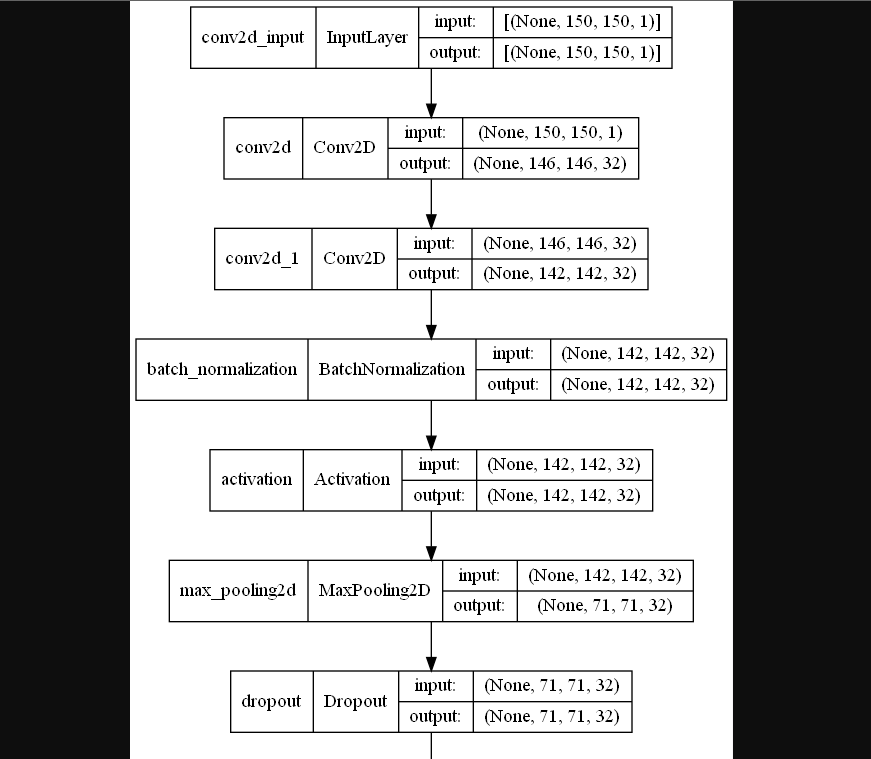 conv2d_input InputLayer input: [(None, 150, 150, 1)]
output: [(None, 150, 150, 1)]
conv2d Conv2D input: (None, 150, 150, 1)
output: (None, 146, 146, 32)
conv2d_1 Conv2D input: (None, 146, 146, 32)
output: (None, 142, 142, 32)
batch_normalization BatchNormalization input: (None, 142, 142, 32)
output: (None, 142, 142, 32)
activation Activation input: (None, 142, 142, 32)
output: (None, 142, 142, 32)
max_pooling2d MaxPooling2D input: (None, 142, 142, 32)
output: (None, 71, 71, 32)
dropout Dropout input: (None, 71, 71, 32)
output: (None, 71, 71, 32)